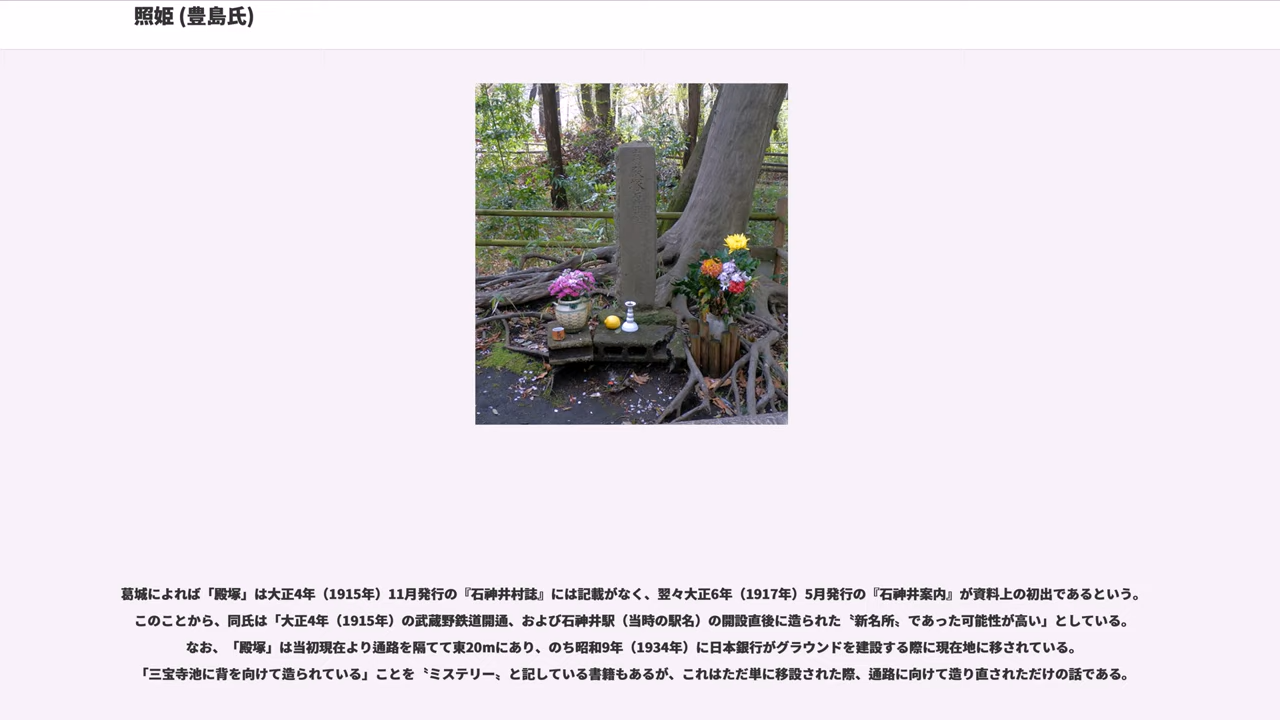 照姫 (豊島氏)
葛城によれば「殿塚」は大正4年（1915年）11月発行の『石神井村誌』には記載がなく、翌々大正6年（1917年）5月発行の『石神井案内』が資料上の初出であるという。
このことから、同氏は「大正4年（1915年）の武蔵野鉄道開通、および石神井駅（当時の駅名）の開設直後に造られた〝新名所〟であった可能性が高い」としている。
なお、「殿塚」は当初現在より通路を隔てて東20mにあり、のち昭和9年（1934年）に日本銀行がグラウンドを建設する際に現在地に移されている。
「三宝寺池に背を向けて造られている」ことを〝ミステリー〟と記している書籍もあるが、これはただ単に移設された際、通路に向けて造り直されただけの話である。